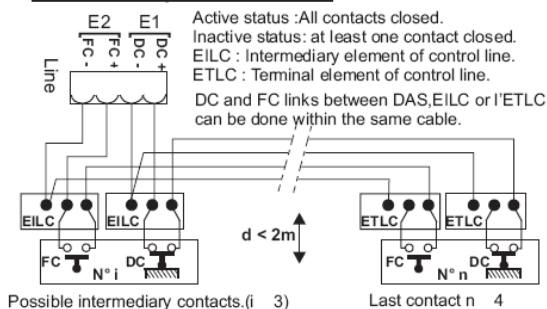 E2 E1
FC - FC + DC - DC +
Line
Active status :All contacts closed.
Inactive status: at least one contact closed.
EILC : Intermediary element of control line.
ETLC : Terminal element of control line.
DC and FC links between DAS,EILC or l'ETLC
can be done within the same cable.
EILC EILC ETLC ETLC
d < 2m
FC N° i DC FC N° n DC
Possible intermediary contacts.(i 3) Last contact n 4